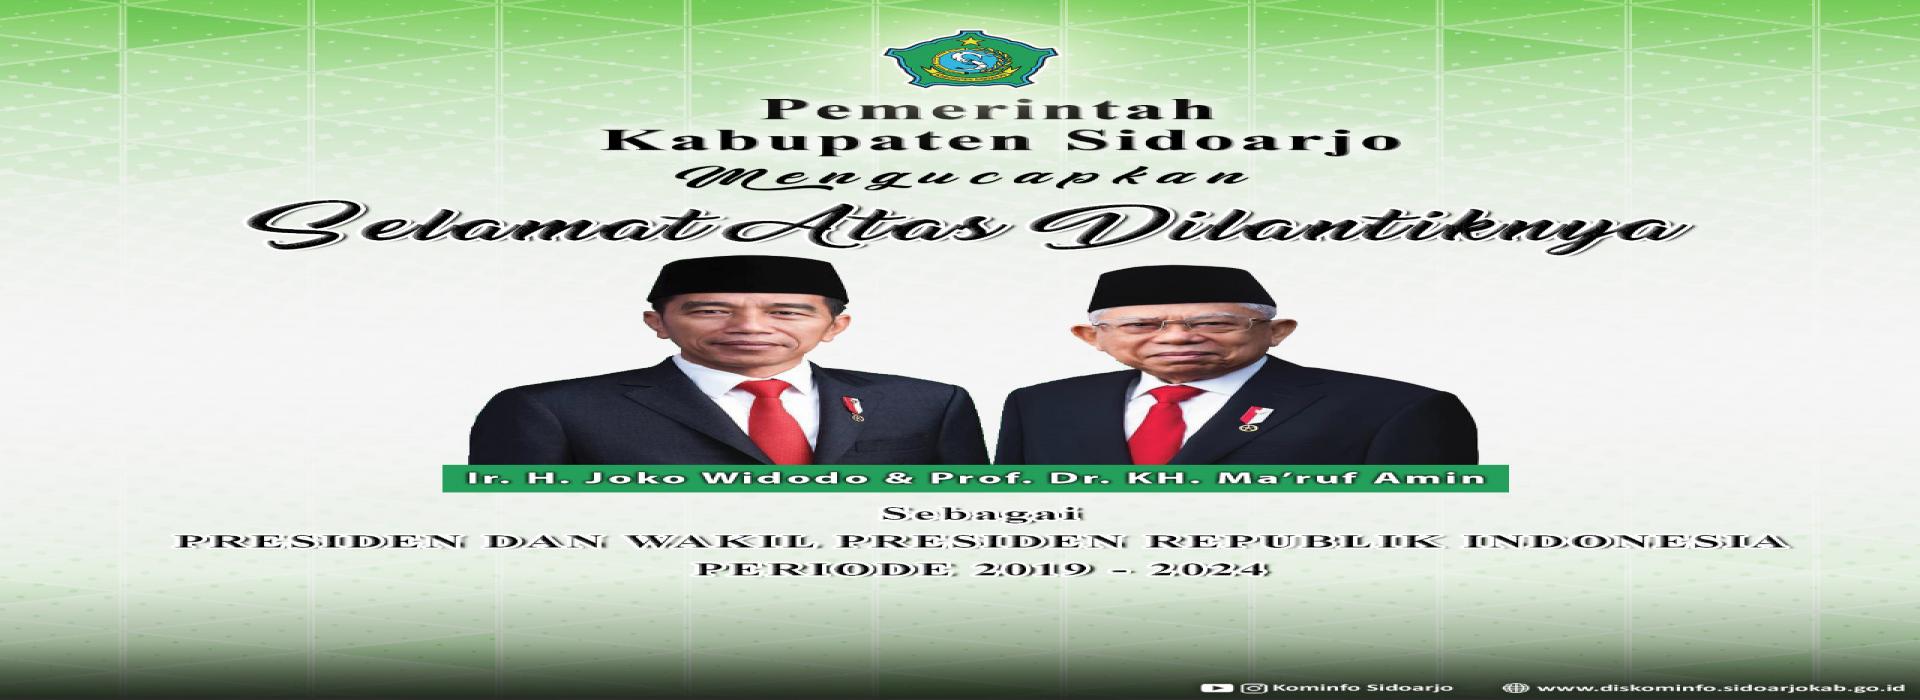 Pemerintah
Kabupaten Sidoarjo
Mengucapkan
Selamat Atas Dilantiknya
Ir. H. Joko Widodo & Prof. Dr. KH. Ma'ruf Amin
Sebagai
PRESIDEN DAN WAKIL PRESIDEN REPUBLIK INDONESIA
PERIODE 2019 - 2024
Kominfo Sidoarjo www.diskominfo.sidoarjokab.go.id